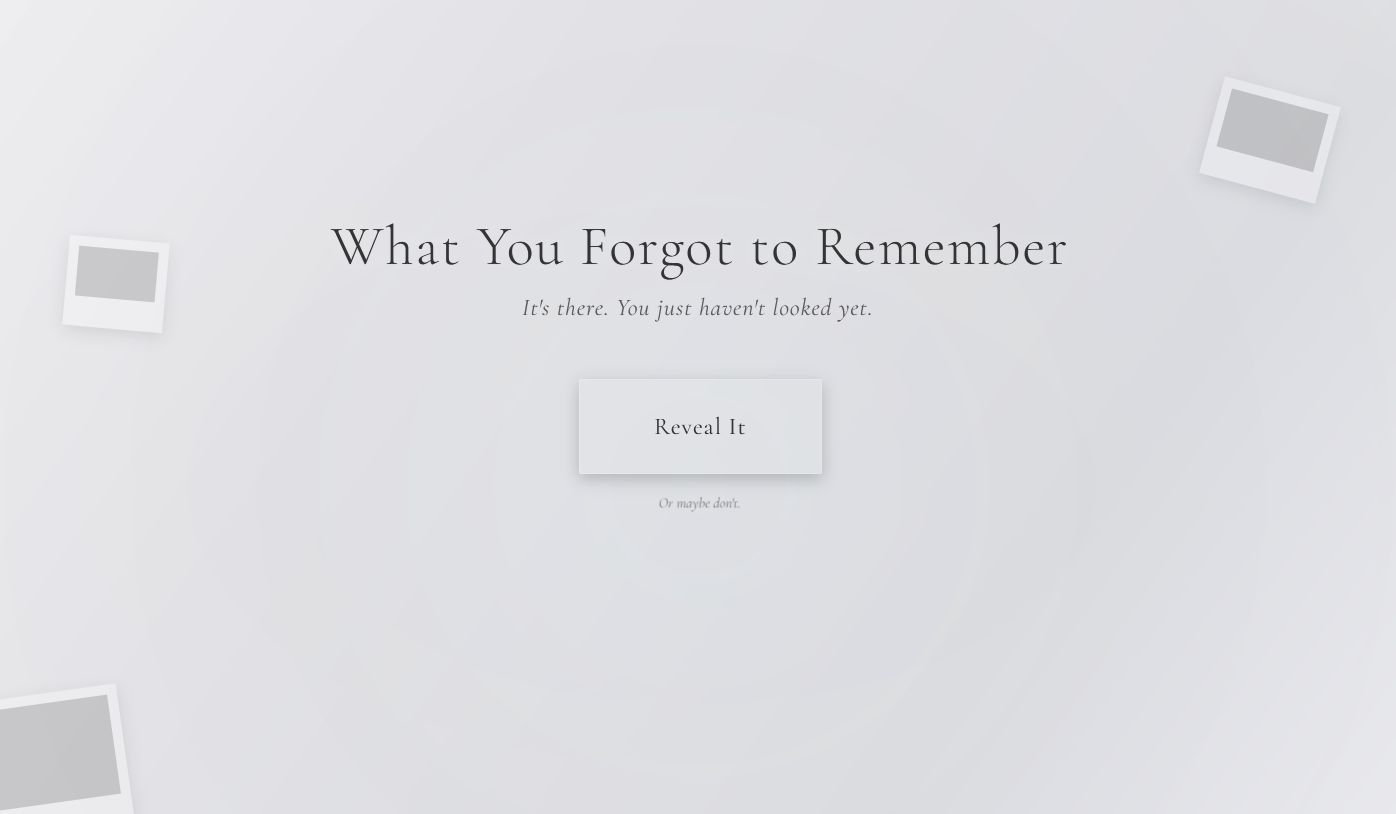 What You Forgot to Remember
It's there. You just haven't looked yet.
Reveal It
Or maybe don't.